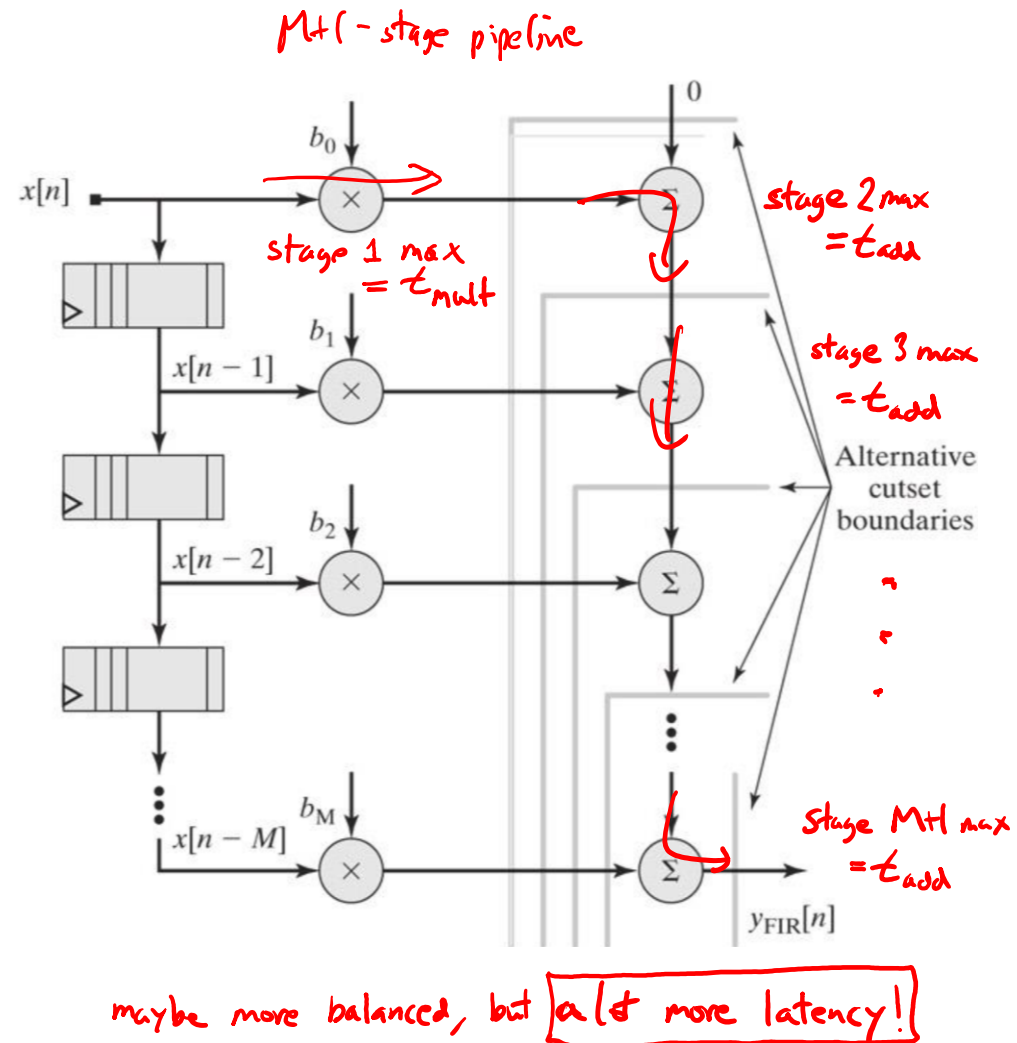 M+1-stage pipeline
0
b0
x[n]
×
Σ
stage 2 max
= tadd
stage 1 max
= tmult
b1
x[n − 1]
×
Σ
stage 3 max
= tadd
Alternative
cutset
boundaries
b2
x[n − 2]
×
Σ
bM
x[n − M]
×
Σ
stage M+1 max
= tadd
yFIR[n]
maybe more balanced, but a lot more latency!